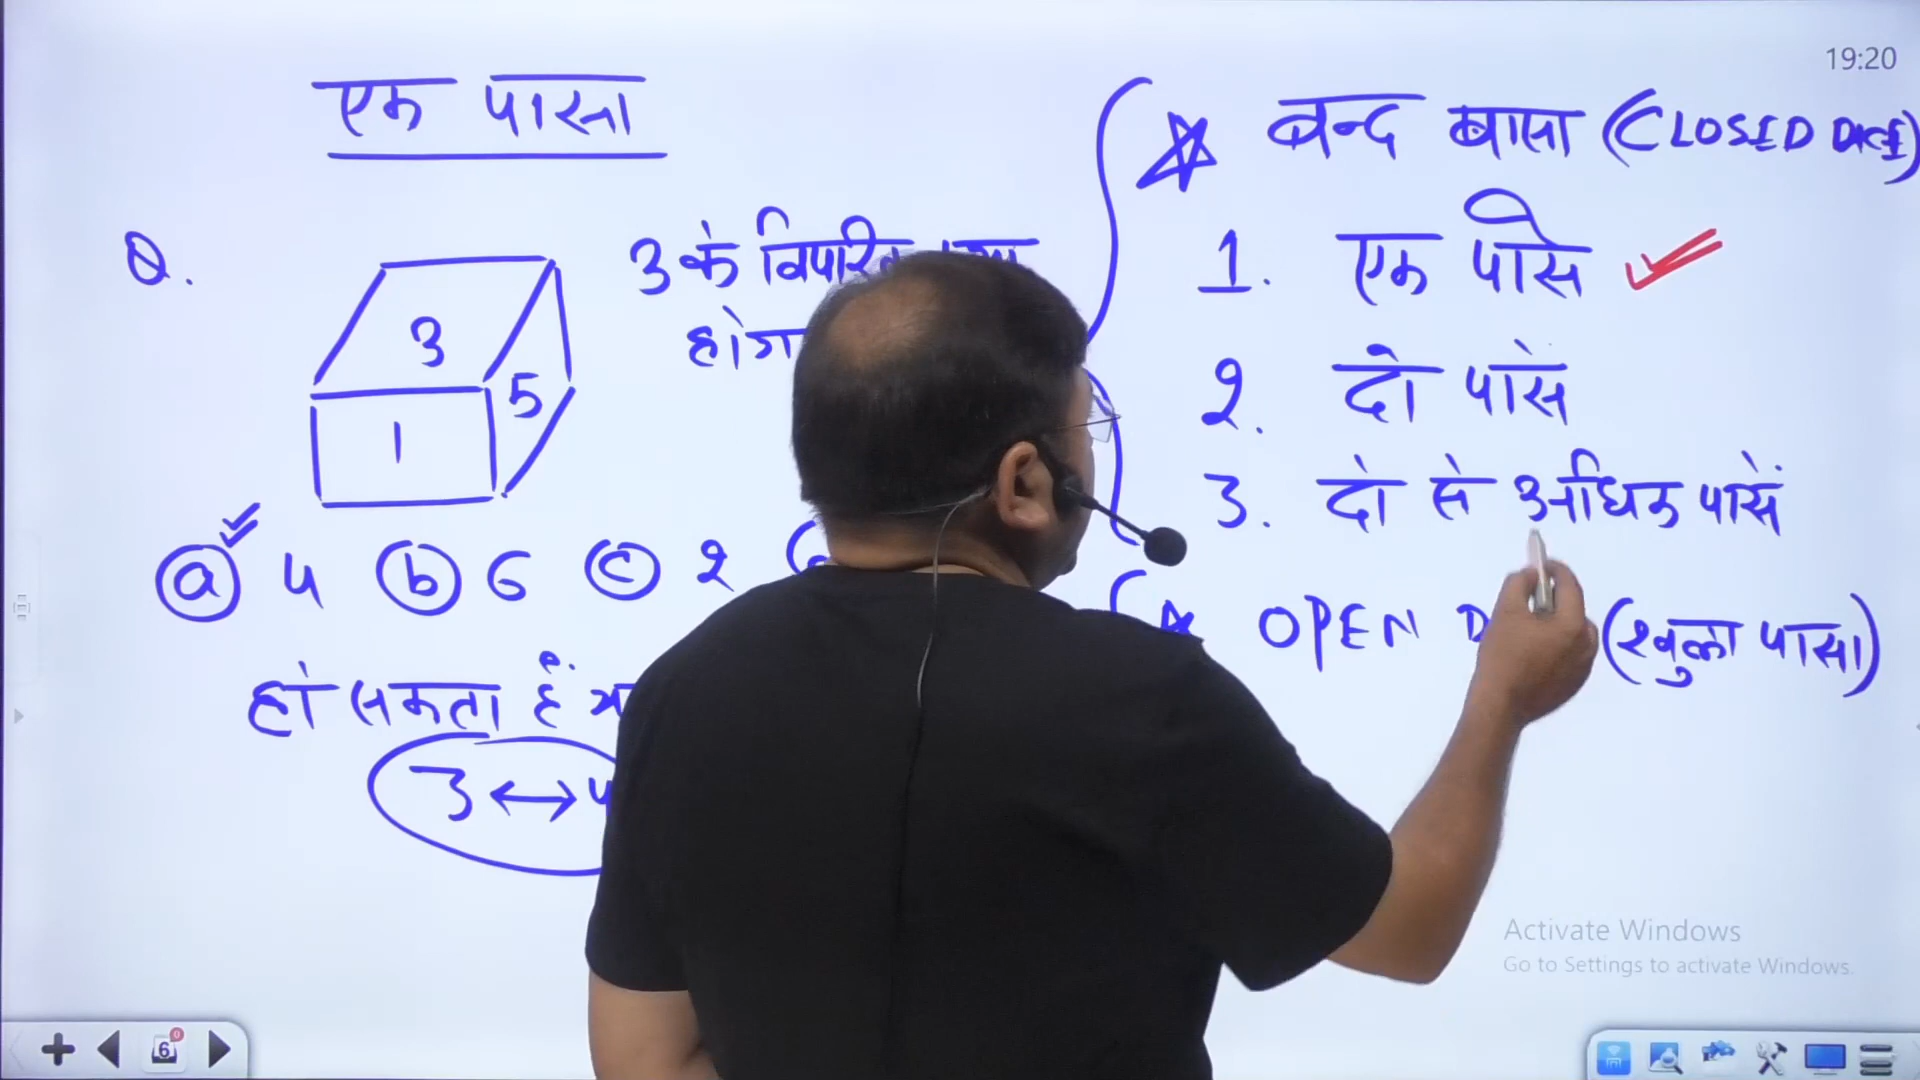 19:20
एक पासा
Q.
3 के विपरित
होगा
3
5
1
a 4 b 6 c 2
हो सकता है
3 ↔ 4
☆ बन्द बासा (CLOSED DICE)
1. एक पासे ✓
2. दो पासे
3. दो से अधिक पासें
☆ OPEN (खुला पासा)
Activate Windows
Go to Settings to activate Windows.
6
0